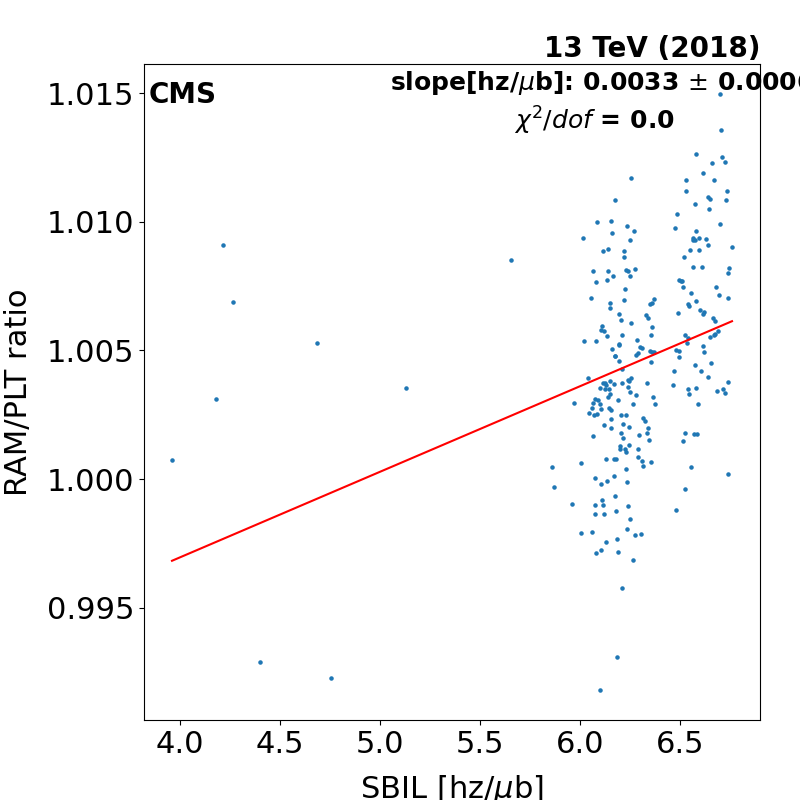 13 TeV (2018)
CMS
slope[hz/μb]: 0.0033 ± 0.000
χ²/dof = 0.0
1.015
1.010
1.005
1.000
0.995
RAM/PLT ratio
4.0 4.5 5.0 5.5 6.0 6.5
SBIL [hz/μb]